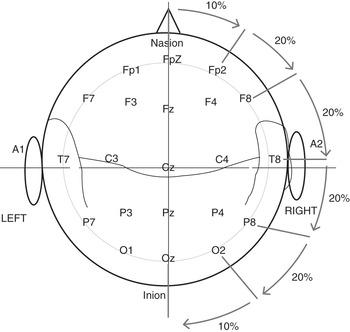 10%
Nasion
20%
FpZ
Fp1 Fp2
F7 F3 Fz F4 F8
20%
A1 A2
T7 C3 Cz C4 T8
20%
LEFT RIGHT
P7 P3 Pz P4 P8
O1 Oz O2
20%
Inion
10%